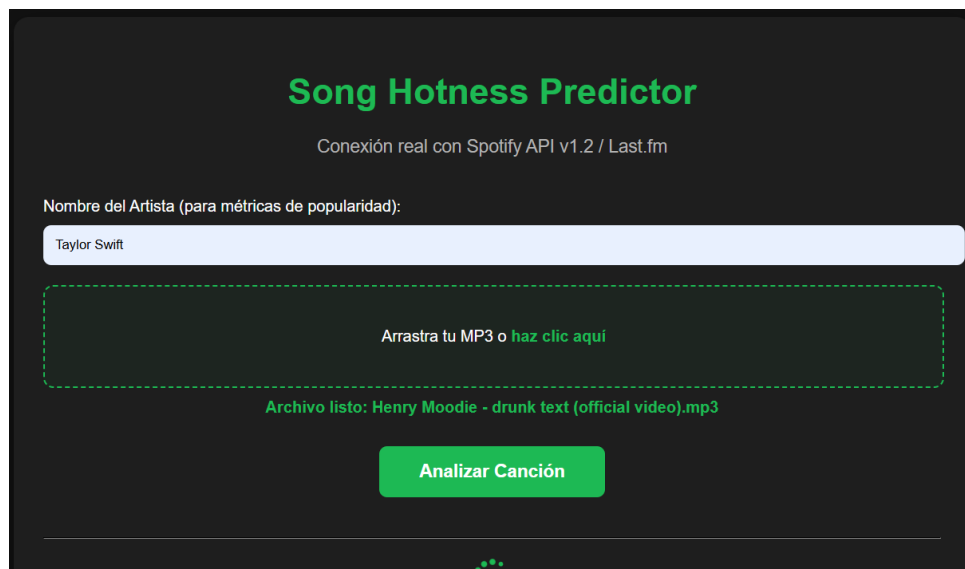 Song Hotness Predictor
Conexión real con Spotify API v1.2 / Last.fm
Nombre del Artista (para métricas de popularidad):
Taylor Swift
Arrastra tu MP3 o haz clic aquí
Archivo listo: Henry Moodie - drunk text (official video).mp3
Analizar Canción